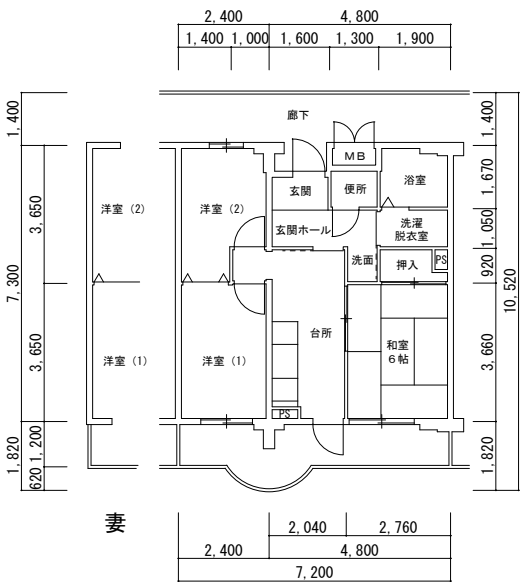 2,400 4,800
1,400 1,000 1,600 1,300 1,900
1,400
3,650
7,300
3,650
1,200
1,820
620
廊下
MB
洋室（2）
洋室（2）
玄関
便所
浴室
玄関ホール
洗濯
脱衣室
洗面
押入
PS
洋室（1）
洋室（1）
台所
和室
6帖
PS
1,400
1,670
1,050
920
10,520
3,660
1,820
妻
2,040 2,760
2,400 4,800
7,200